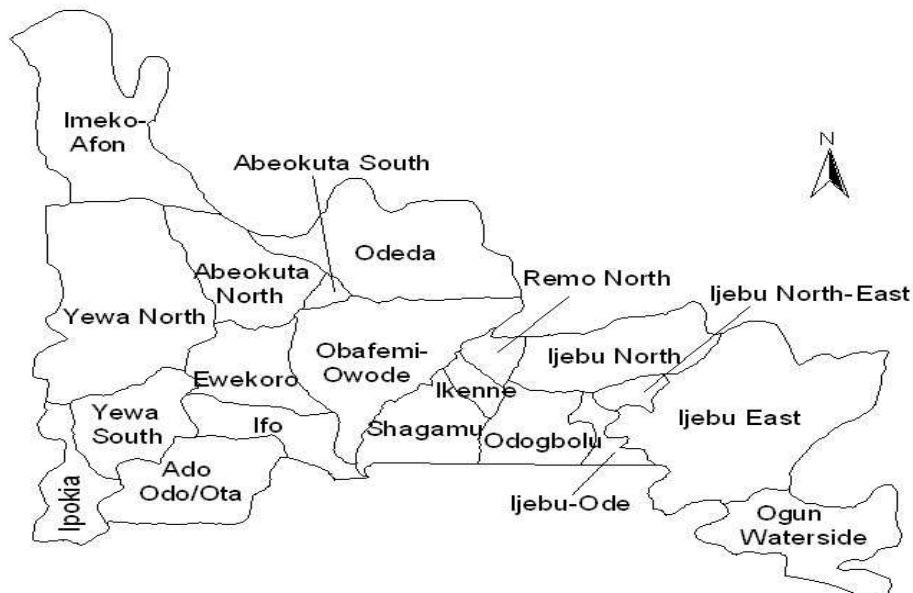 Imeko-
Afon
N
Abeokuta South
Odeda
Abeokuta
North
Remo North
Ijebu North-East
Yewa North
Obafemi-
Owode
Ijebu North
Ewekoro
Ikenne
Yewa
South
Ifo
Shagamu
Odogbolu
Ijebu East
Ado
Odo/Ota
Ipokia
Ijebu-Ode
Ogun
Waterside